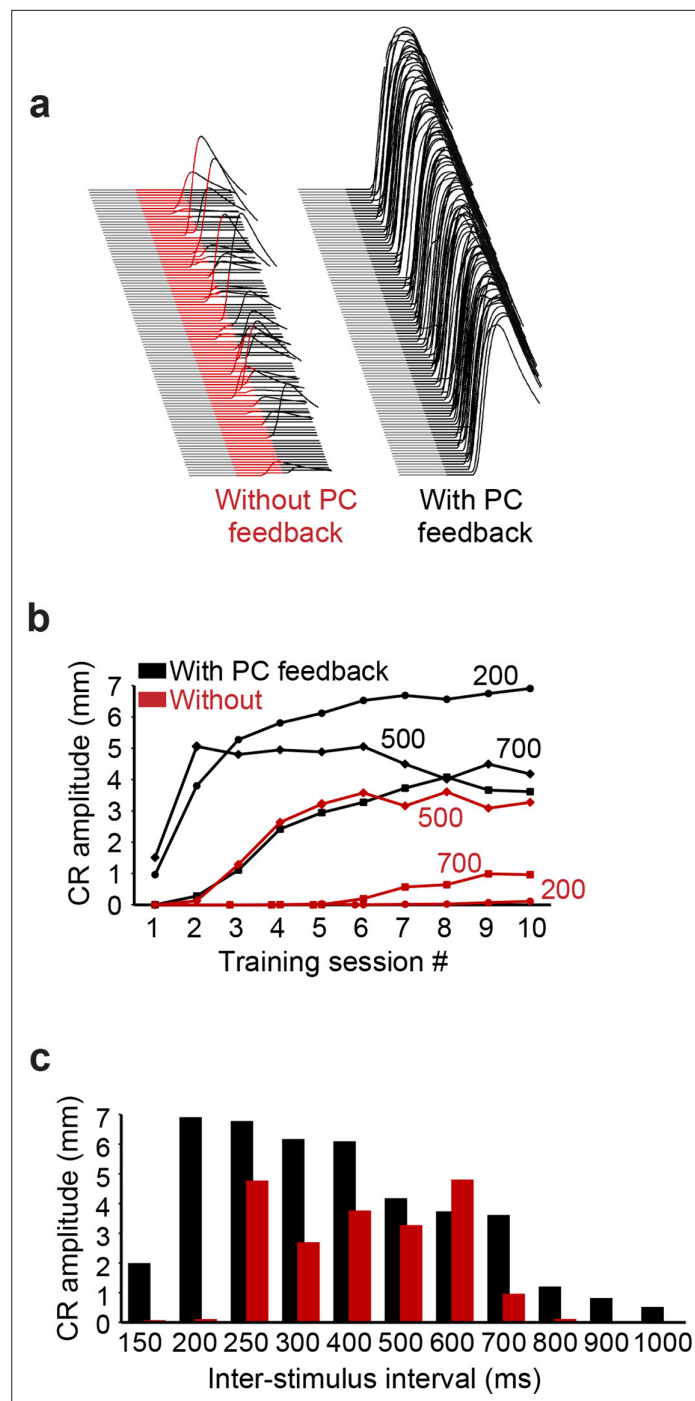 a
Without PC
feedback
With PC
feedback
b
CR amplitude (mm)
With PC feedback
Without
7
6
5
4
3
2
1
0
200
500
700
500
700
200
1 2 3 4 5 6 7 8 9 10
Training session #
c
CR amplitude (mm)
7
6
5
4
3
2
1
0
150 200 250 300 400 500 600 700 800 900 1000
Inter-stimulus interval (ms)